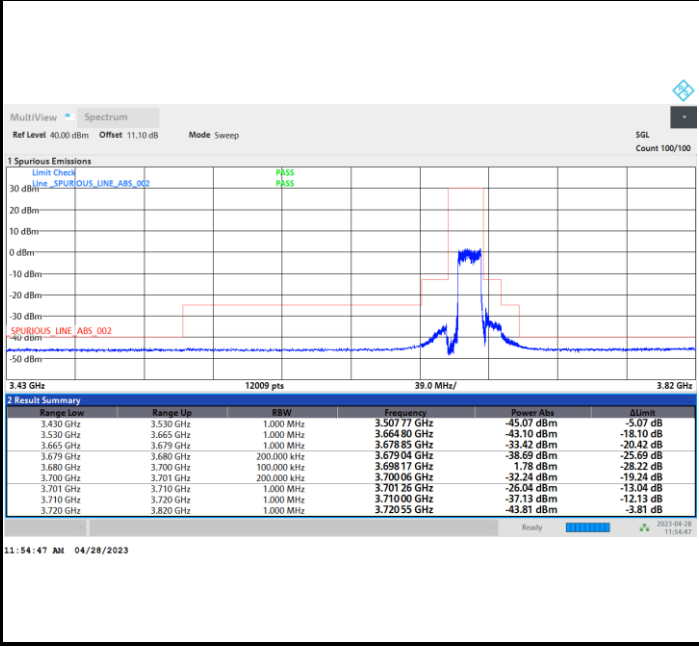 MultiView Spectrum
Ref Level 40.00 dBm Offset 11.10 dB Mode Sweep SGL
Count 100/100
1 Spurious Emissions
Limit Check PASS
Line _SPURIOUS_LINE_ABS_002 PASS
30 dBm
20 dBm
10 dBm
0 dBm
-10 dBm
-20 dBm
-30 dBm
_SPURIOUS_LINE_ABS_002
-40 dBm
-50 dBm
3.43 GHz 12009 pts 39.0 MHz/ 3.82 GHz
2 Result Summary
Range Low Range Up RBW Frequency Power Abs ΔLimit
3.430 GHz 3.530 GHz 1.000 MHz 3.507 77 GHz -45.07 dBm -5.07 dB
3.530 GHz 3.665 GHz 1.000 MHz 3.664 80 GHz -43.10 dBm -18.10 dB
3.665 GHz 3.679 GHz 1.000 MHz 3.678 85 GHz -33.42 dBm -20.42 dB
3.679 GHz 3.680 GHz 200.000 kHz 3.679 04 GHz -38.69 dBm -25.69 dB
3.680 GHz 3.700 GHz 100.000 kHz 3.698 17 GHz 1.78 dBm -28.22 dB
3.700 GHz 3.701 GHz 200.000 kHz 3.700 06 GHz -32.24 dBm -19.24 dB
3.701 GHz 3.710 GHz 1.000 MHz 3.701 26 GHz -26.04 dBm -13.04 dB
3.710 GHz 3.720 GHz 1.000 MHz 3.710 00 GHz -37.13 dBm -12.13 dB
3.720 GHz 3.820 GHz 1.000 MHz 3.720 55 GHz -43.81 dBm -3.81 dB
Ready 2023-04-28
11:54:47
11:54:47 AM 04/28/2023